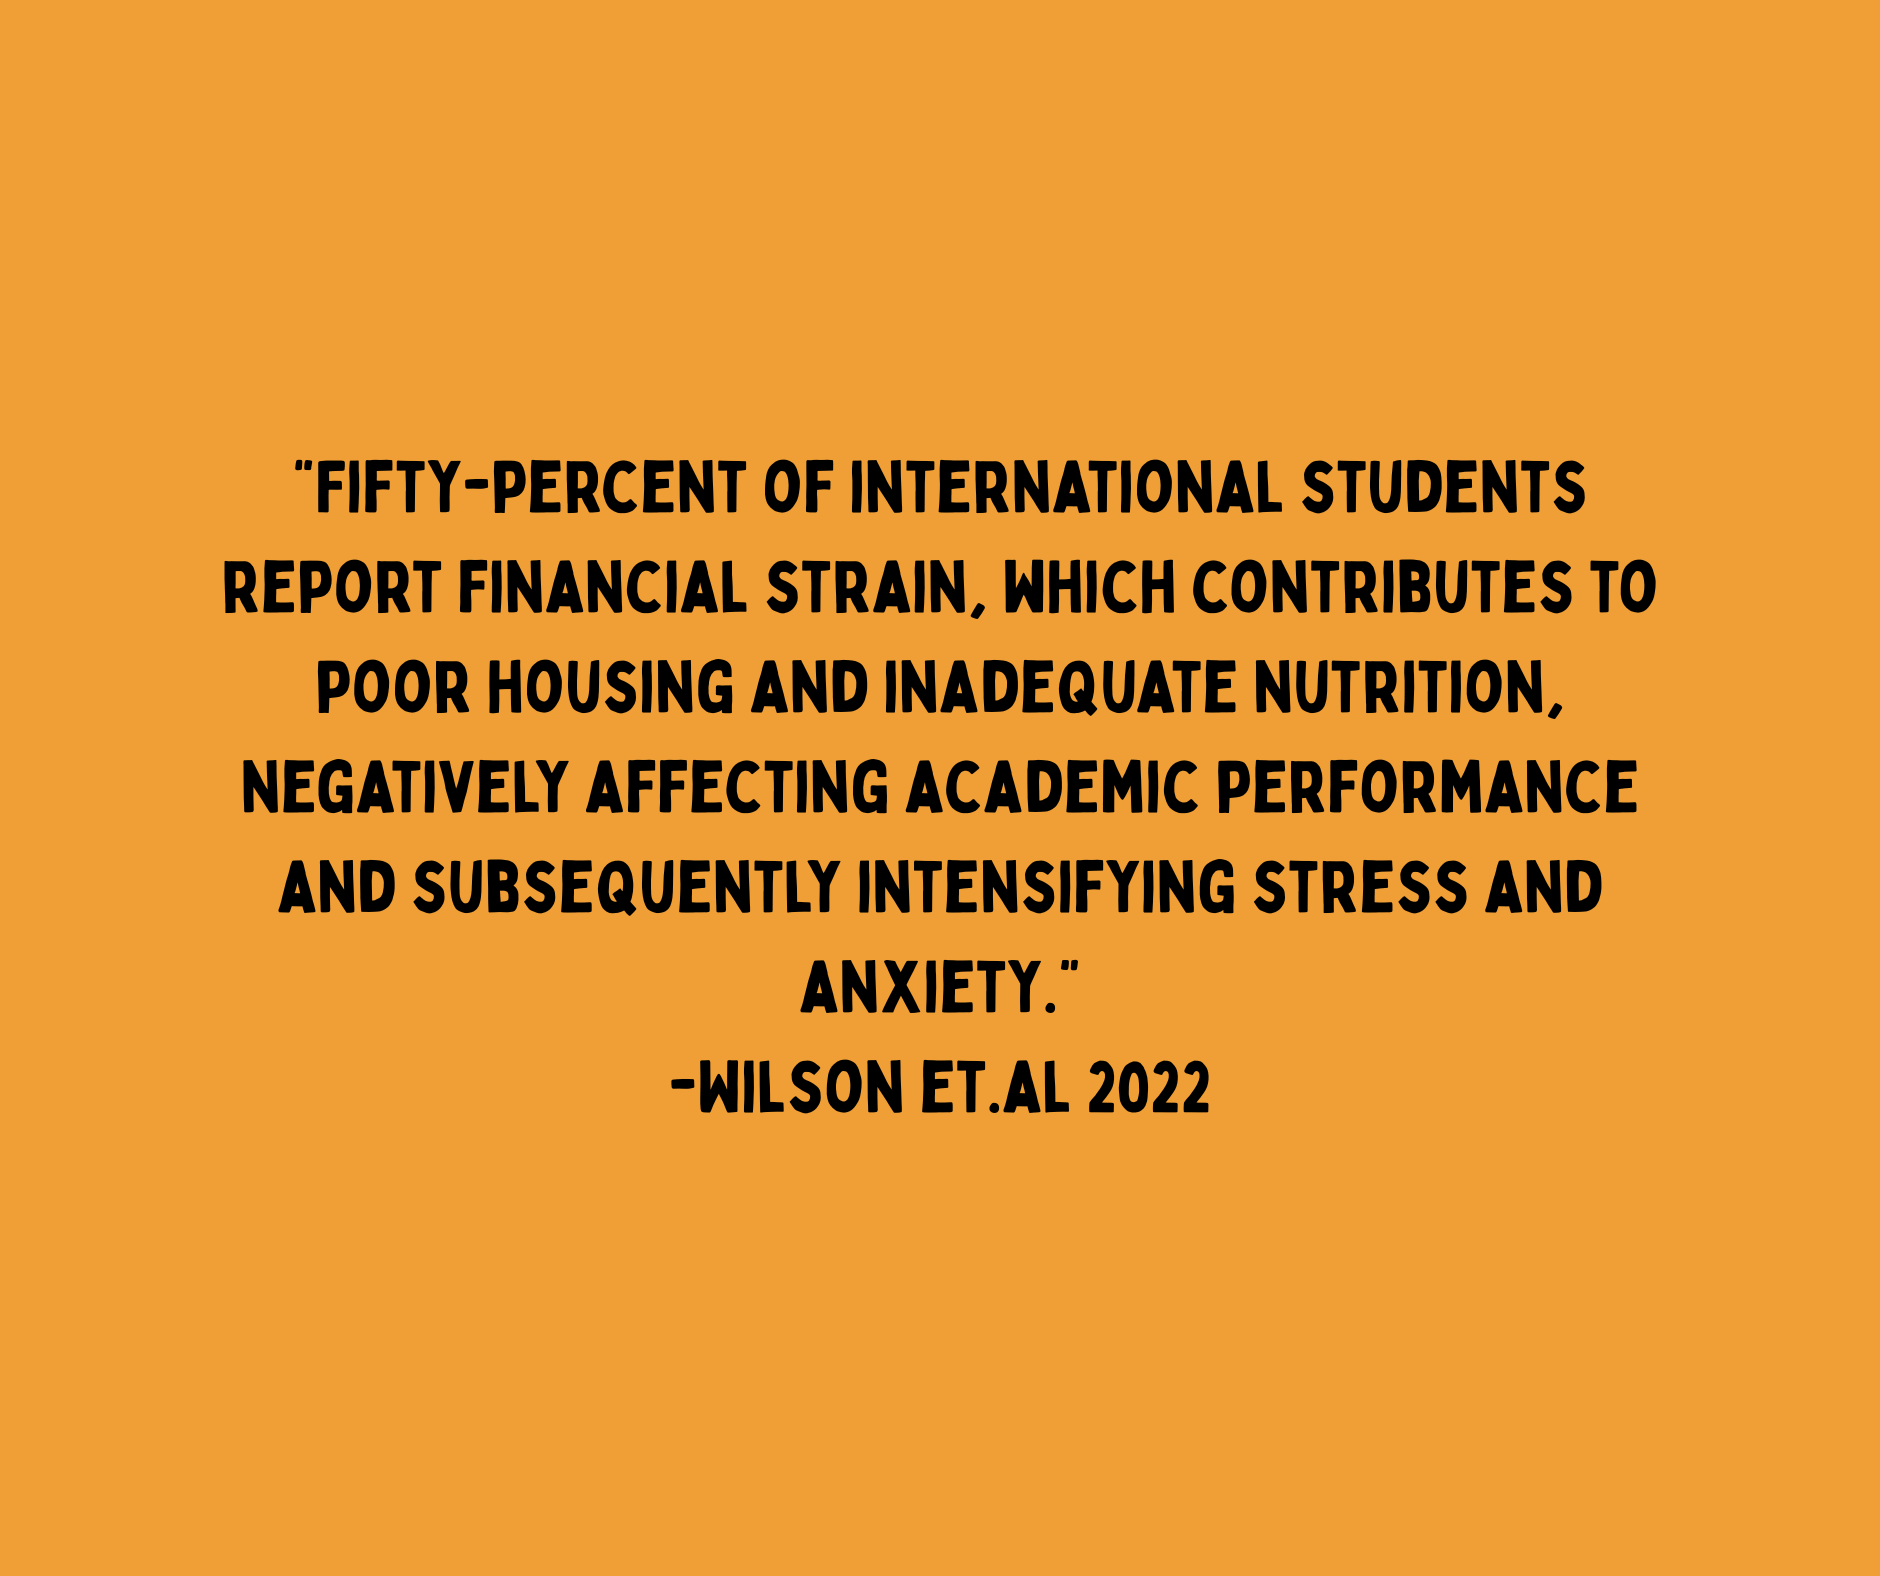 "FIFTY-PERCENT OF INTERNATIONAL STUDENTS
REPORT FINANCIAL STRAIN, WHICH CONTRIBUTES TO
POOR HOUSING AND INADEQUATE NUTRITION,
NEGATIVELY AFFECTING ACADEMIC PERFORMANCE
AND SUBSEQUENTLY INTENSIFYING STRESS AND
ANXIETY."
-WILSON ET.AL 2022